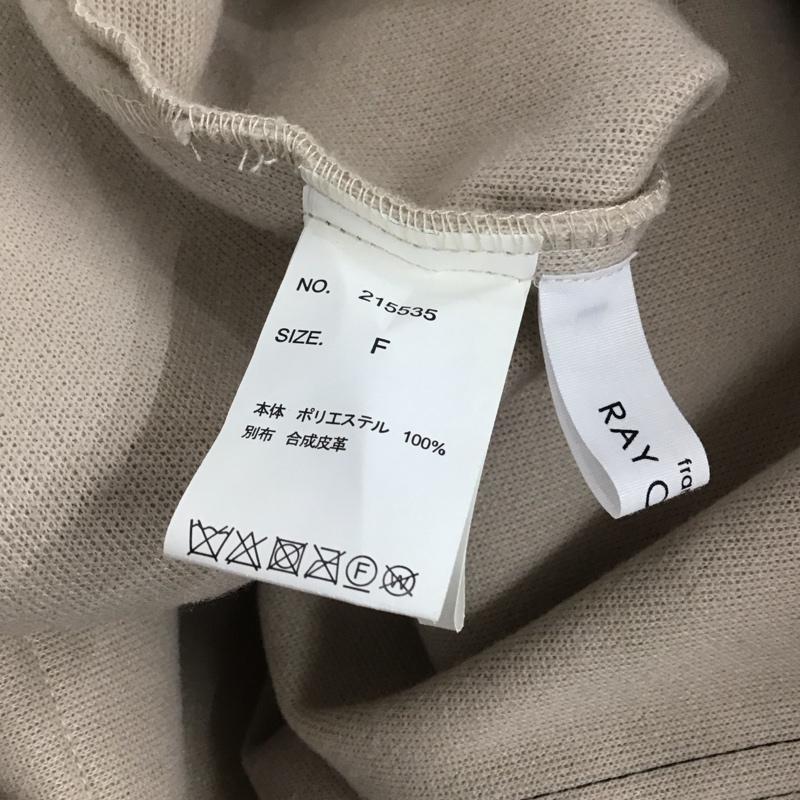 NO. 215535
SIZE. F
本体 ポリエステル 100%
別布 合成皮革
F
W
RAY